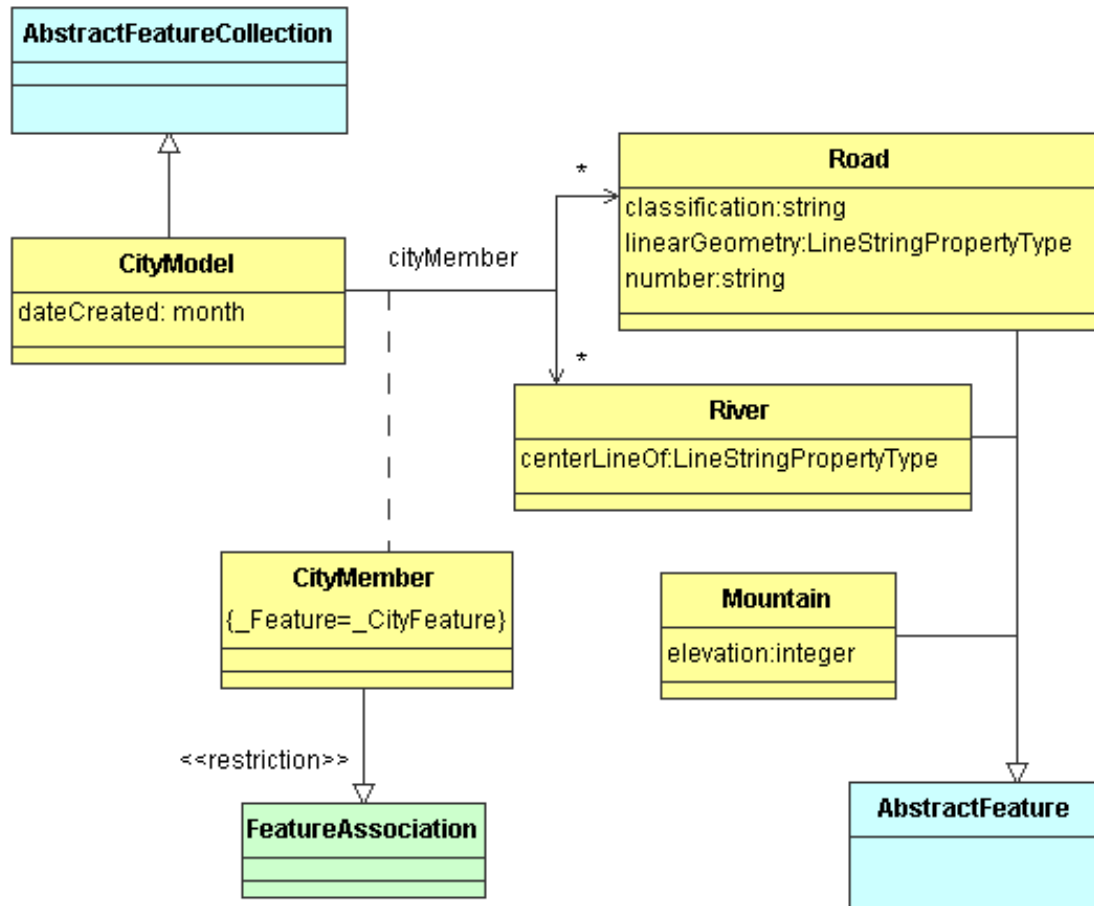 AbstractFeatureCollection
CityModel
dateCreated: month
cityMember
*
*
Road
classification:string
linearGeometry:LineStringPropertyType
number:string
River
centerLineOf:LineStringPropertyType
CityMember
{_Feature=_CityFeature}
Mountain
elevation:integer
<<restriction>>
FeatureAssociation
AbstractFeature